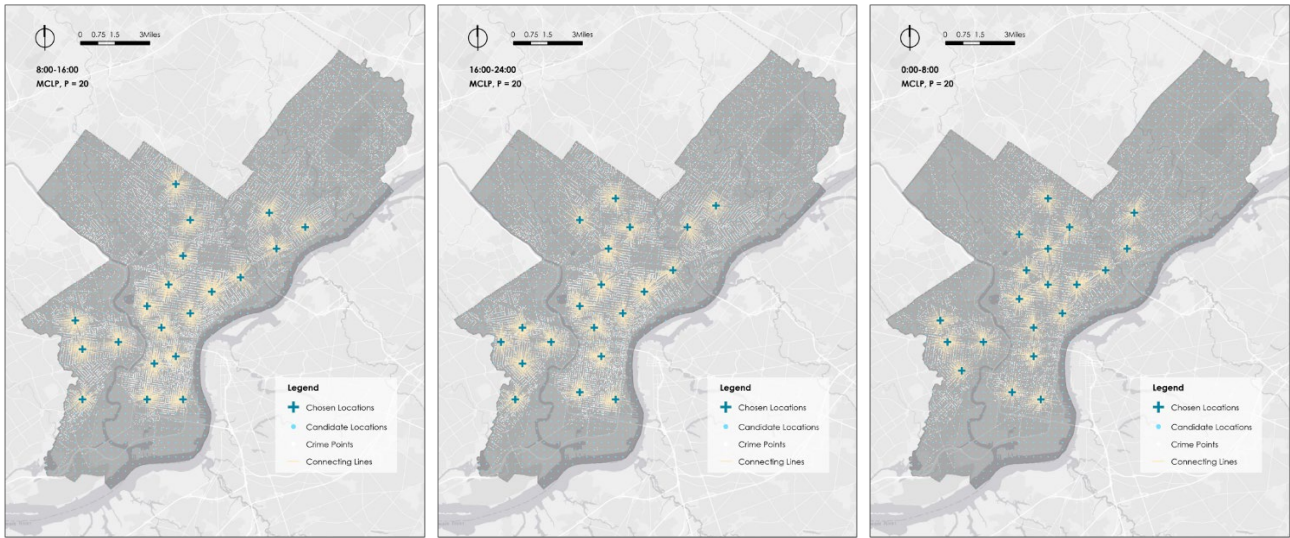 0 0.75 1.5 3Miles
8:00-16:00
MCLP, P = 20
Legend
Chosen Locations
Candidate Locations
Crime Points
Connecting Lines
0 0.75 1.5 3Miles
16:00-24:00
MCLP, P = 20
Legend
Chosen Locations
Candidate Locations
Crime Points
Connecting Lines
0 0.75 1.5 3Miles
0:00-8:00
MCLP, P = 20
Legend
Chosen Locations
Candidate Locations
Crime Points
Connecting Lines